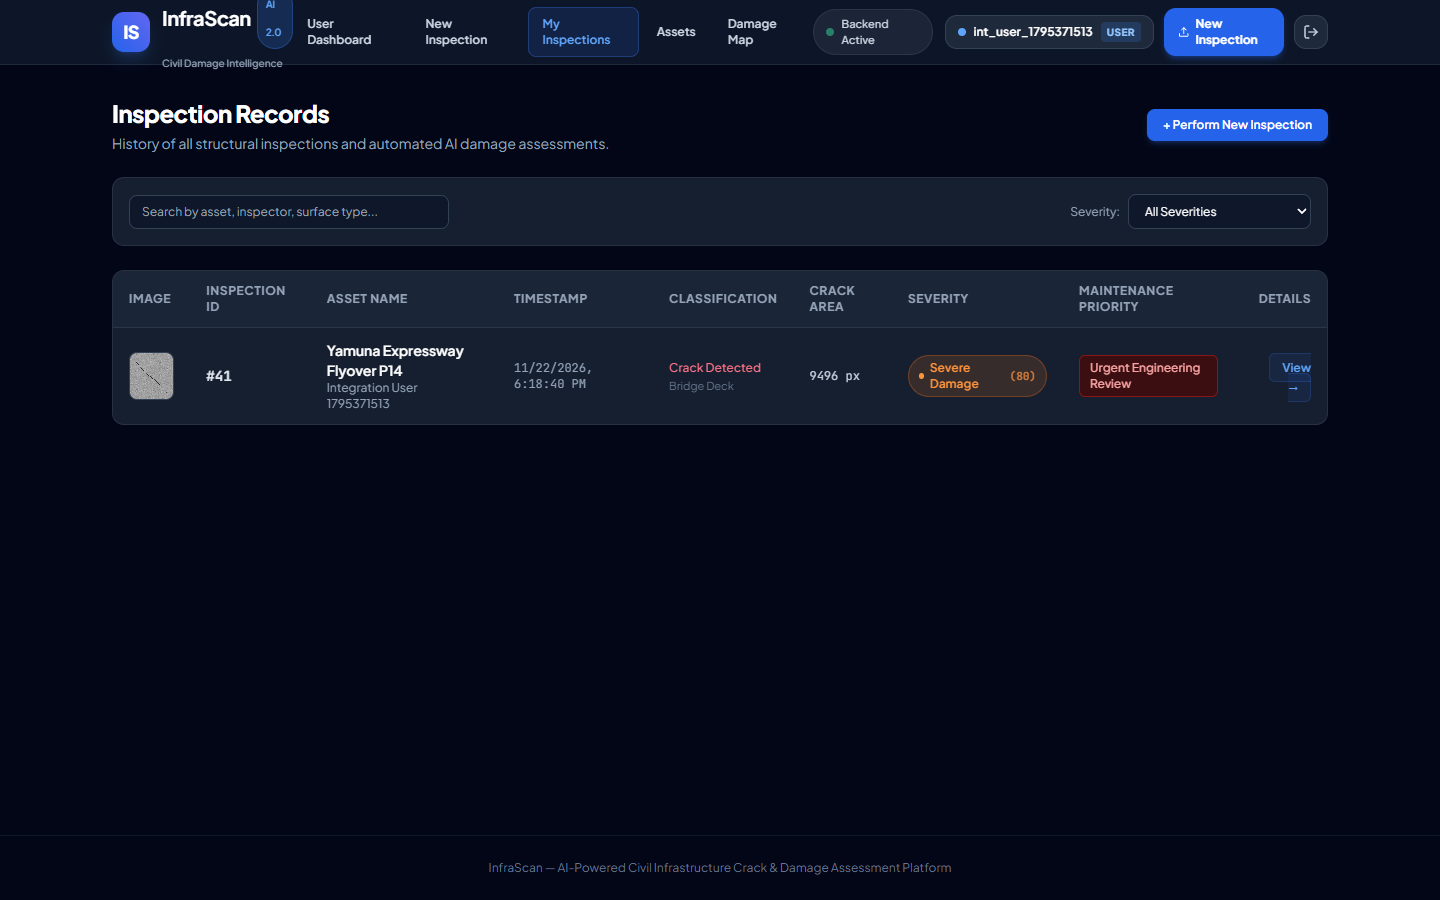 IS
InfraScan
AI
2.0
Civil Damage Intelligence
User
Dashboard
New
Inspection
My
Inspections
Assets
Damage
Map
Backend
Active
int_user_1795371513 USER
New
Inspection
Inspection Records
History of all structural inspections and automated AI damage assessments.
+ Perform New Inspection
Search by asset, inspector, surface type...
Severity: All Severities
IMAGE
INSPECTION
ID
ASSET NAME
TIMESTAMP
CLASSIFICATION
CRACK
AREA
SEVERITY
MAINTENANCE
PRIORITY
DETAILS
#41
Yamuna Expressway
Flyover P14
Integration User
1795371513
11/22/2026,
6:18:40 PM
Crack Detected
Bridge Deck
9496 px
Severe
Damage
(80)
Urgent Engineering
Review
View
→
InfraScan — AI-Powered Civil Infrastructure Crack & Damage Assessment Platform